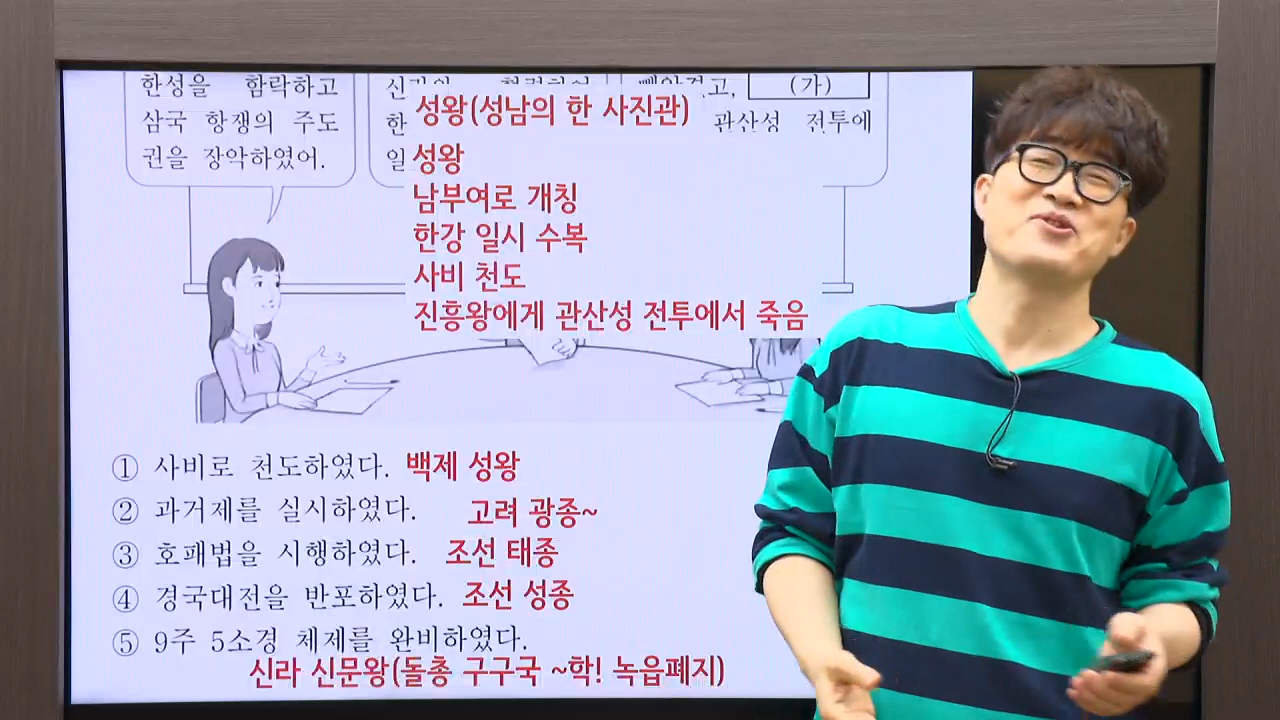 한성을 함락하고
삼국 항쟁의 주도
권을 장악하였어.
한
일
(가)
관산성 전투에
성왕(성남의 한 사진관)
성왕
남부여로 개칭
한강 일시 수복
사비 천도
진흥왕에게 관산성 전투에서 죽음
① 사비로 천도하였다. 백제 성왕
② 과거제를 실시하였다. 고려 광종~
③ 호패법을 시행하였다. 조선 태종
④ 경국대전을 반포하였다. 조선 성종
⑤ 9주 5소경 체제를 완비하였다.
신라 신문왕(돌총 구구국 ~학! 녹읍폐지)